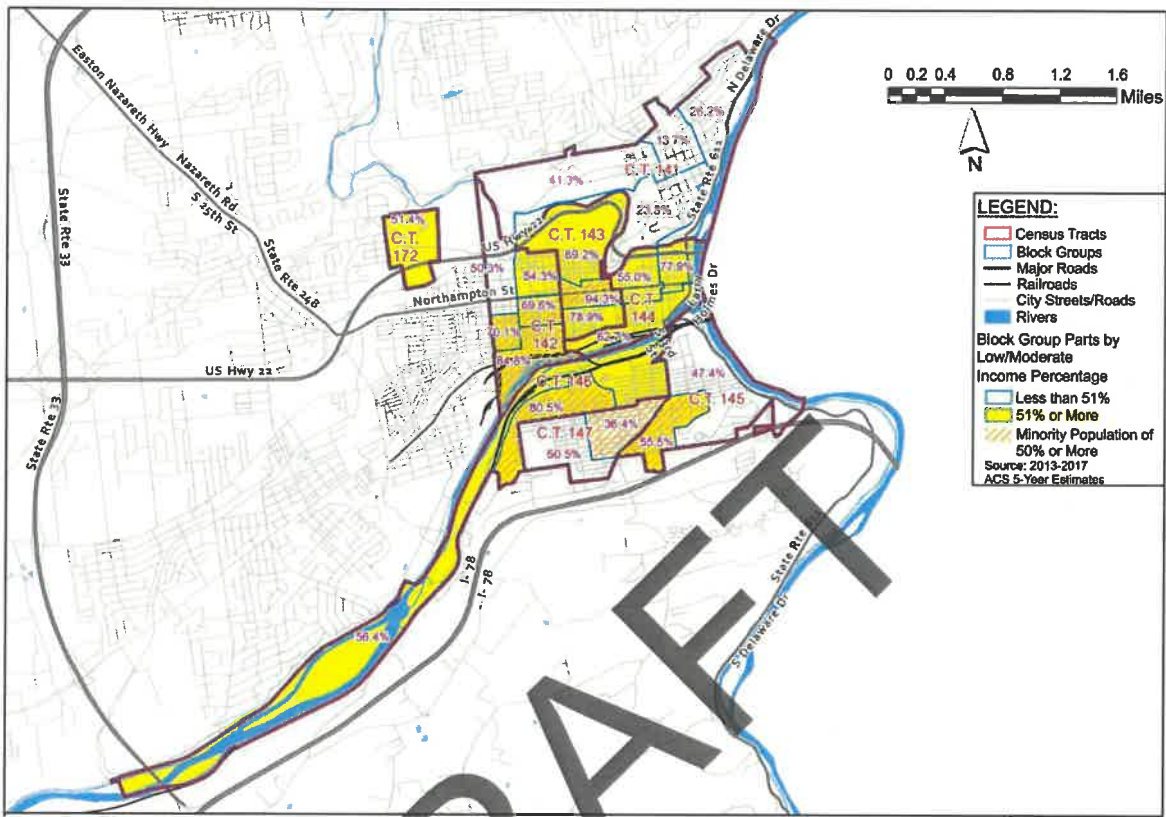 N Delaware Dr
0 0.2 0.4 0.8 1.2 1.6
Miles
N
Easton Nazareth Hwy
Nazareth Rd
S 25th St
State Rte 33
State Rte 248
26.2%
13.7%
C.T. 141
41.3%
State Rte 611
23.8%
51.4%
C.T.
172
US Hwy 22
C.T. 143
69.2%
50.3%
54.3%
55.0%
77.9%
Northampton St
94.3%
69.6%
78.9%
C.T.
144
Larry Holmes Dr
70.1%
C.T.
142
S 3rd St
84.8%
US Hwy 22
C.T. 146
47.4%
C.T. 145
80.5%
36.4%
C.T. 147
55.5%
50.5%
State Rte 33
I- 78
I- 78
56.4%
State Rte
S Delaware Dr
LEGEND:
Census Tracts
Block Groups
Major Roads
Railroads
City Streets/Roads
Rivers
Block Group Parts by
Low/Moderate
Income Percentage
Less than 51%
51% or More
Minority Population of
50% or More
Source: 2013-2017
ACS 5-Year Estimates